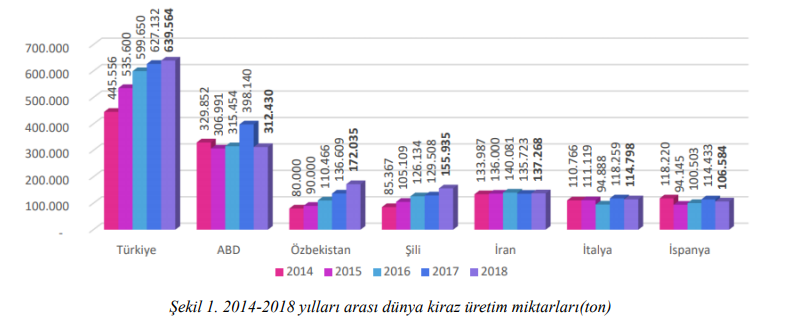 445.556 535.600 599.650 627.132 639.564
329.852 306.991 315.454 398.140 312.430
80.000 90.000 110.466 136.609 172.035
85.367 105.109 126.134 129.508 155.935
133.987 136.000 140.081 135.723 137.268
110.766 111.119 94.888 118.259 114.798
118.220 94.145 100.503 114.433 106.584
700.000
600.000
500.000
400.000
300.000
200.000
100.000
-
Türkiye ABD Özbekistan Şili İran İtalya İspanya
2014 2015 2016 2017 2018
Şekil 1. 2014-2018 yılları arası dünya kiraz üretim miktarları(ton)